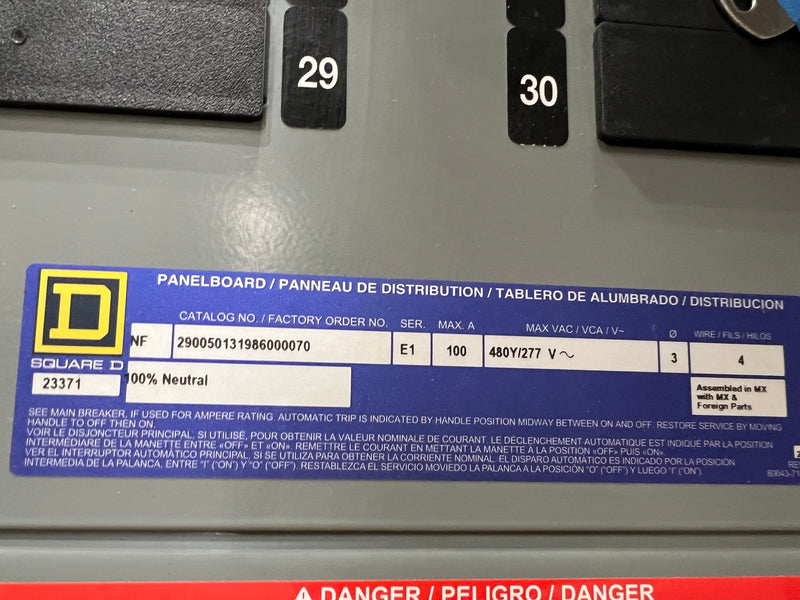 29
30
D
PANELBOARD / PANNEAU DE DISTRIBUTION / TABLERO DE ALUMBRADO / DISTRIBUCION
CATALOG NO. / FACTORY ORDER NO. SER. MAX. A MAX VAC / VCA / V~ Ø WIRE / FILS / HILOS
NF 290050131986000070 E1 100 480Y/277 V ~ 3 4
SQUARE D
23371 100% Neutral
Assembled in MX
with MX &
Foreign Parts
SEE MAIN BREAKER, IF USED FOR AMPERE RATING. AUTOMATIC TRIP IS INDICATED BY HANDLE POSITION MIDWAY BETWEEN ON AND OFF. RESTORE SERVICE BY MOVING
HANDLE TO OFF THEN ON.
VOIR LE DISJONCTEUR PRINCIPAL, SI UTILISÉ, POUR OBTENIR LA VALEUR NOMINALE DE COURANT. LE DÉCLENCHEMENT AUTOMATIQUE EST INDIQUÉ PAR LA POSITION
INTERMÉDIAIRE DE LA MANETTE ENTRE «OFF» ET «ON». REMETTRE LE COURANT EN METTANT LA MANETTE À LA POSITION «OFF» PUIS «ON».
VER EL INTERRUPTOR AUTOMÁTICO PRINCIPAL, SI SE UTILIZA PARA OBTENER LA CORRIENTE NOMINAL. EL DISPARO AUTOMATICO ES INDICADO POR LA POSICIÓN
INTERMEDIA DE LA PALANCA, ENTRE "I" ("ON") Y "O" ("OFF"). RESTABLEZCA EL SERVICIO MOVIEDO LA PALANCA A LA POSICIÓN "O" ("OFF") Y LUEGO "I" ("ON").
80043-71
DANGER / PELIGRO / DANGER